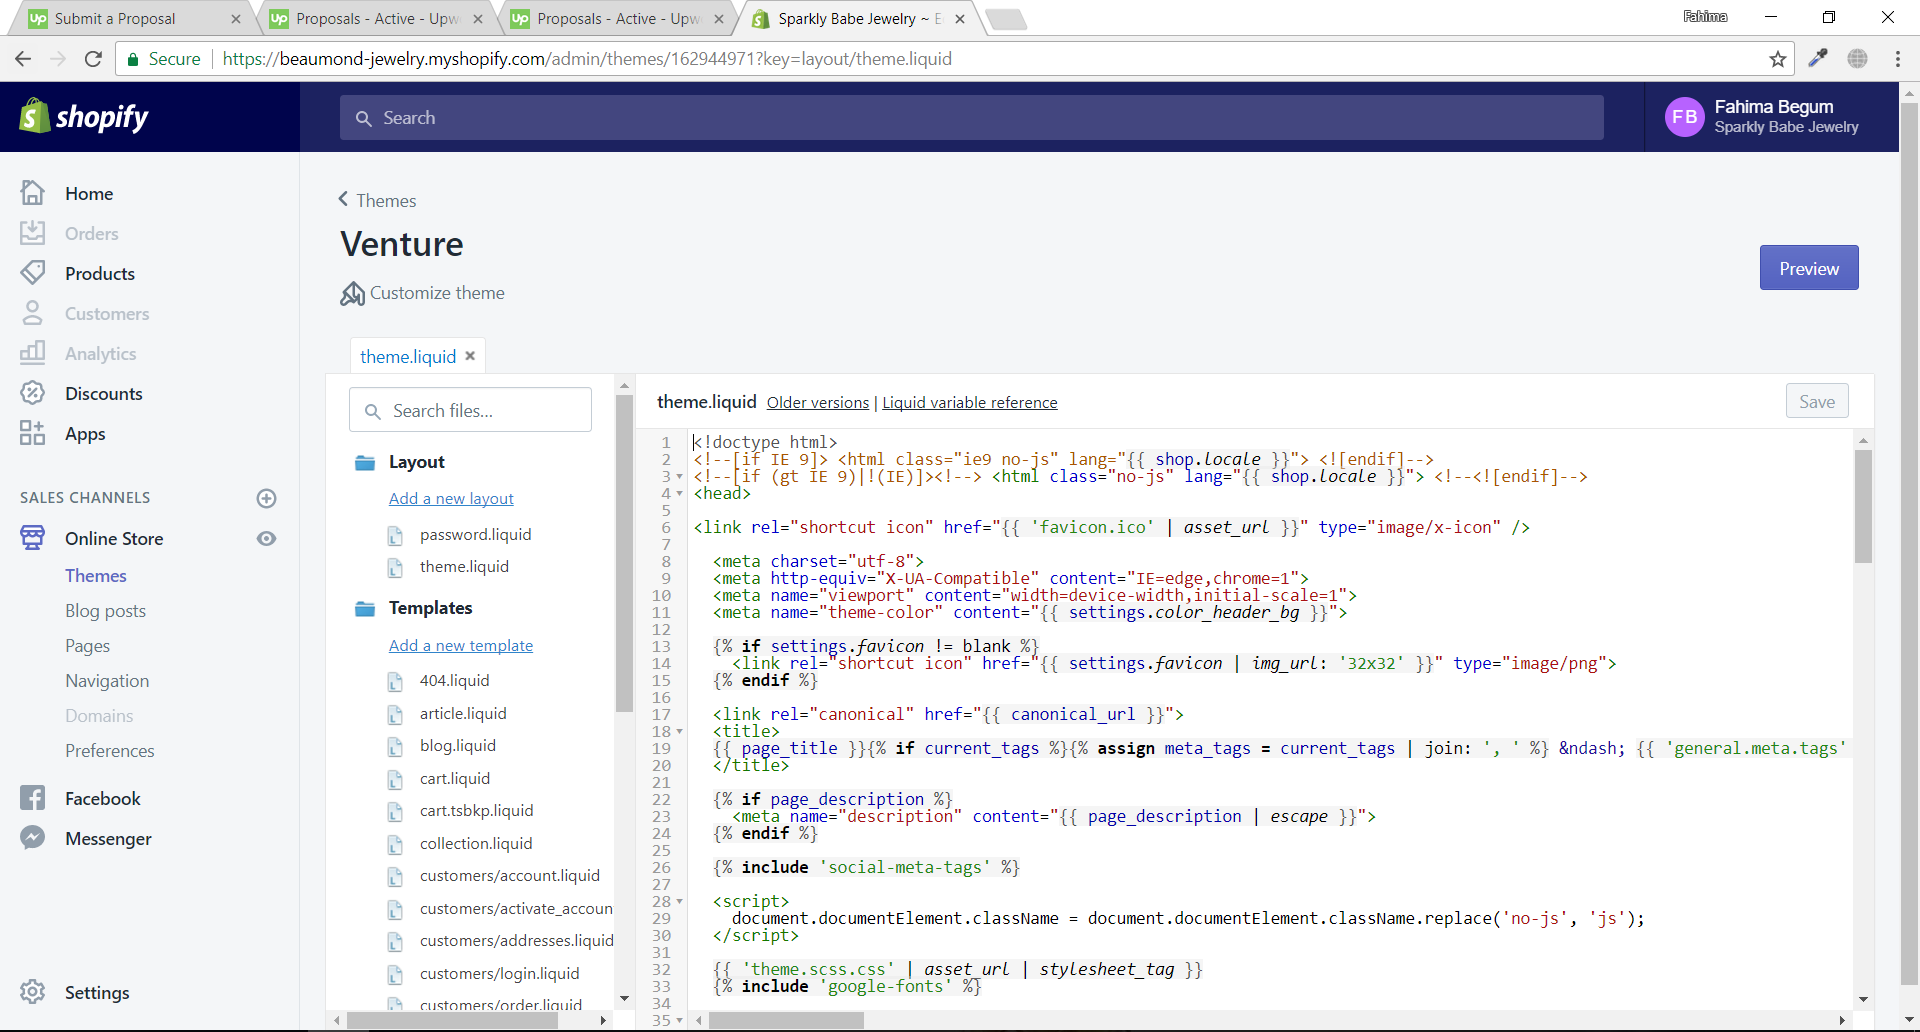 Submit a Proposal
Proposals - Active - Upw
Proposals - Active - Upw
Sparkly Babe Jewelry ~ E
Fahima
Secure
https://beaumond-jewelry.myshopify.com/admin/themes/162944971?key=layout/theme.liquid
shopify
Search
FB
Fahima Begum
Sparkly Babe Jewelry
Home
Orders
Products
Customers
Analytics
Discounts
Apps
SALES CHANNELS
Online Store
Themes
Blog posts
Pages
Navigation
Domains
Preferences
Facebook
Messenger
Settings
Themes
Venture
Customize theme
Preview
theme.liquid
Search files...
Layout
Add a new layout
password.liquid
theme.liquid
Templates
Add a new template
404.liquid
article.liquid
blog.liquid
cart.liquid
cart.tsbkp.liquid
collection.liquid
customers/account.liquid
customers/activate_accoun
customers/addresses.liquid
customers/login.liquid
customers/order.liquid
theme.liquid Older versions | Liquid variable reference
Save
1 <!doctype html>
2 <!--[if IE 9]> <html class="ie9 no-js" lang="{{ shop.locale }}"> <![endif]-->
3 <!--[if (gt IE 9)|!(IE)]><!--> <html class="no-js" lang="{{ shop.locale }}"> <!--<![endif]-->
4 <head>
5
6 <link rel="shortcut icon" href="{{ 'favicon.ico' | asset_url }}" type="image/x-icon" />
7
8 <meta charset="utf-8">
9 <meta http-equiv="X-UA-Compatible" content="IE=edge,chrome=1">
10 <meta name="viewport" content="width=device-width,initial-scale=1">
11 <meta name="theme-color" content="{{ settings.color_header_bg }}">
12
13 {% if settings.favicon != blank %}
14 <link rel="shortcut icon" href="{{ settings.favicon | img_url: '32x32' }}" type="image/png">
15 {% endif %}
16
17 <link rel="canonical" href="{{ canonical_url }}">
18 <title>
19 {{ page_title }}{% if current_tags %}{% assign meta_tags = current_tags | join: ', ' %} &ndash; {{ 'general.meta.tags'
20 </title>
21
22 {% if page_description %}
23 <meta name="description" content="{{ page_description | escape }}">
24 {% endif %}
25
26 {% include 'social-meta-tags' %}
27
28 <script>
29 document.documentElement.className = document.documentElement.className.replace('no-js', 'js');
30 </script>
31
32 {{ 'theme.scss.css' | asset_url | stylesheet_tag }}
33 {% include 'google-fonts' %}
34
35